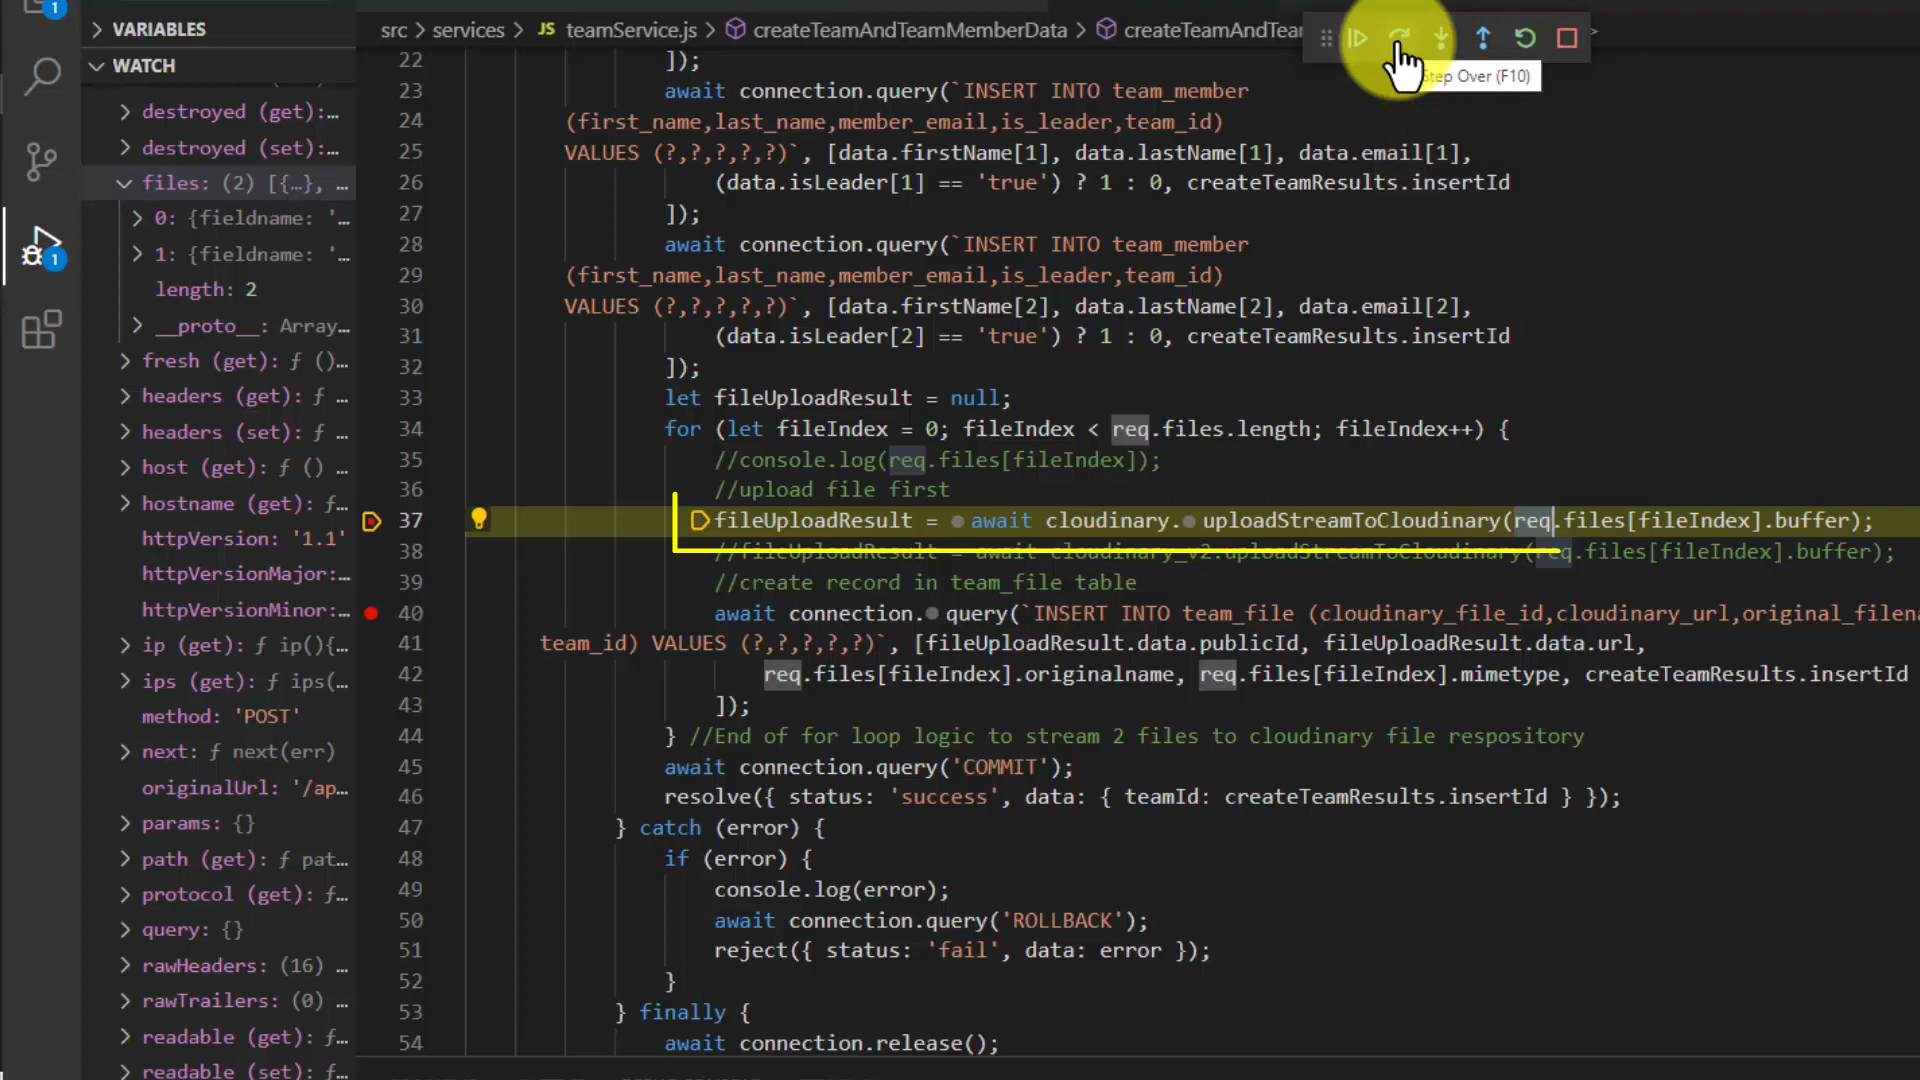 1
VARIABLES
WATCH
destroyed (get):…
destroyed (set):…
files: (2) [{…}, …
0: {fieldname: '…
1: {fieldname: '…
length: 2
__proto__: Array…
fresh (get): ƒ ()…
headers (get): ƒ …
headers (set): ƒ …
host (get): ƒ () …
hostname (get): ƒ…
httpVersion: '1.1'
httpVersionMajor:…
httpVersionMinor:…
ip (get): ƒ ip(){…
ips (get): ƒ ips(…
method: 'POST'
next: ƒ next(err)
originalUrl: '/ap…
params: {}
path (get): ƒ pat…
protocol (get): ƒ…
query: {}
rawHeaders: (16) …
rawTrailers: (0) …
readable (get): ƒ…
readable (set): ƒ…
1
src > services > JS teamService.js > createTeamAndTeamMemberData > createTeamAndTea
Step Over (F10)
22 ]);
23 await connection.query(`INSERT INTO team_member
24 (first_name,last_name,member_email,is_leader,team_id)
25 VALUES (?,?,?,?,?)`, [data.firstName[1], data.lastName[1], data.email[1],
26 (data.isLeader[1] == 'true') ? 1 : 0, createTeamResults.insertId
27 ]);
28 await connection.query(`INSERT INTO team_member
29 (first_name,last_name,member_email,is_leader,team_id)
30 VALUES (?,?,?,?,?)`, [data.firstName[2], data.lastName[2], data.email[2],
31 (data.isLeader[2] == 'true') ? 1 : 0, createTeamResults.insertId
32 ]);
33 let fileUploadResult = null;
34 for (let fileIndex = 0; fileIndex < req.files.length; fileIndex++) {
35 //console.log(req.files[fileIndex]);
36 //upload file first
37 fileUploadResult = await cloudinary.uploadStreamToCloudinary(req.files[fileIndex].buffer);
38 //fileUploadResult = await cloudinary_v2.uploadStreamToCloudinary(req.files[fileIndex].buffer);
39 //create record in team_file table
40 await connection.query(`INSERT INTO team_file (cloudinary_file_id,cloudinary_url,original_filena
41 team_id) VALUES (?,?,?,?,?)`, [fileUploadResult.data.publicId, fileUploadResult.data.url,
42 req.files[fileIndex].originalname, req.files[fileIndex].mimetype, createTeamResults.insertId
43 ]);
44 } //End of for loop logic to stream 2 files to cloudinary file respository
45 await connection.query('COMMIT');
46 resolve({ status: 'success', data: { teamId: createTeamResults.insertId } });
47 } catch (error) {
48 if (error) {
49 console.log(error);
50 await connection.query('ROLLBACK');
51 reject({ status: 'fail', data: error });
52 }
53 } finally {
54 await connection.release();